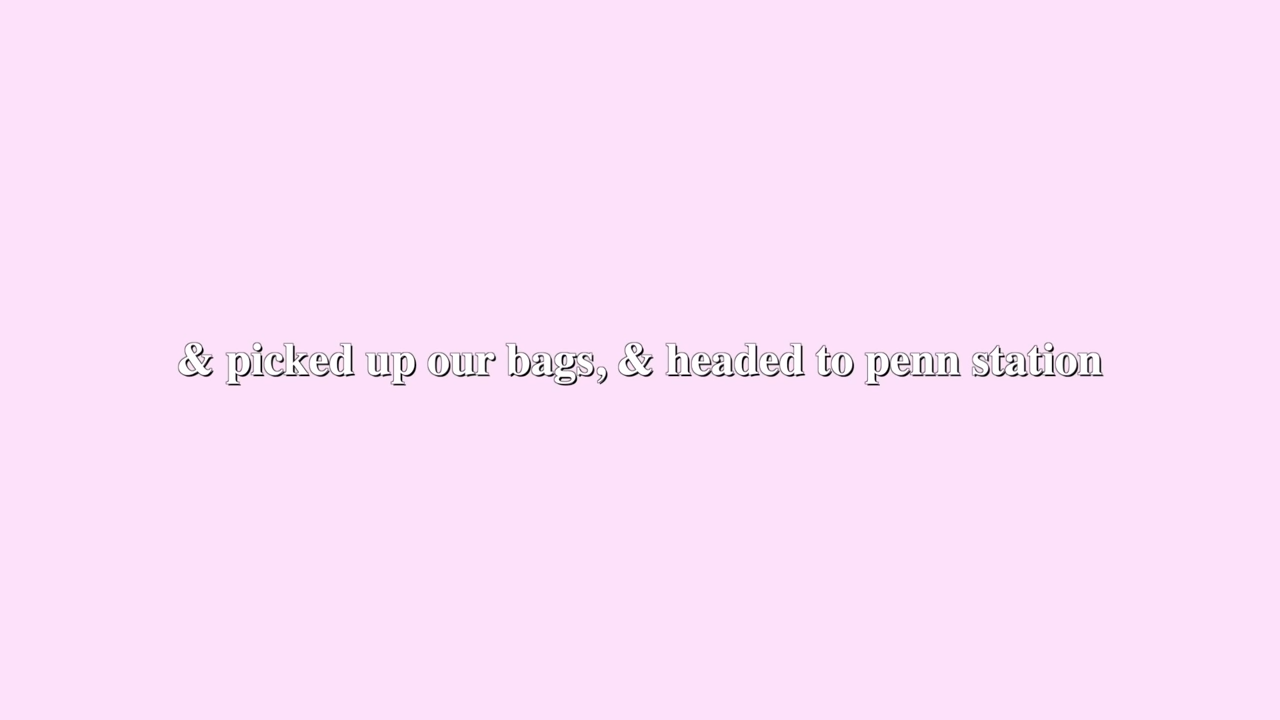 & picked up our bags, & headed to penn station